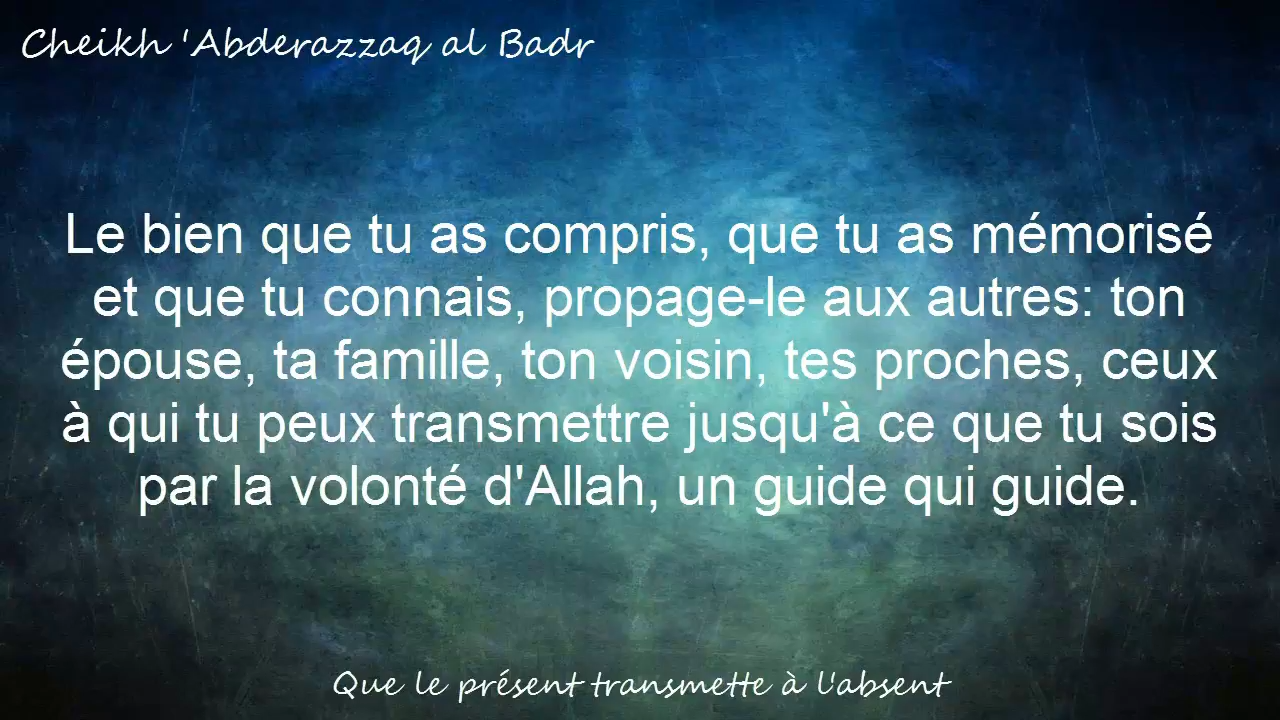 Cheikh 'Abderazzaq al Badr
Le bien que tu as compris, que tu as mémorisé
et que tu connais, propage-le aux autres: ton
épouse, ta famille, ton voisin, tes proches, ceux
à qui tu peux transmettre jusqu'à ce que tu sois
par la volonté d'Allah, un guide qui guide.
Que le présent transmette à l'absent